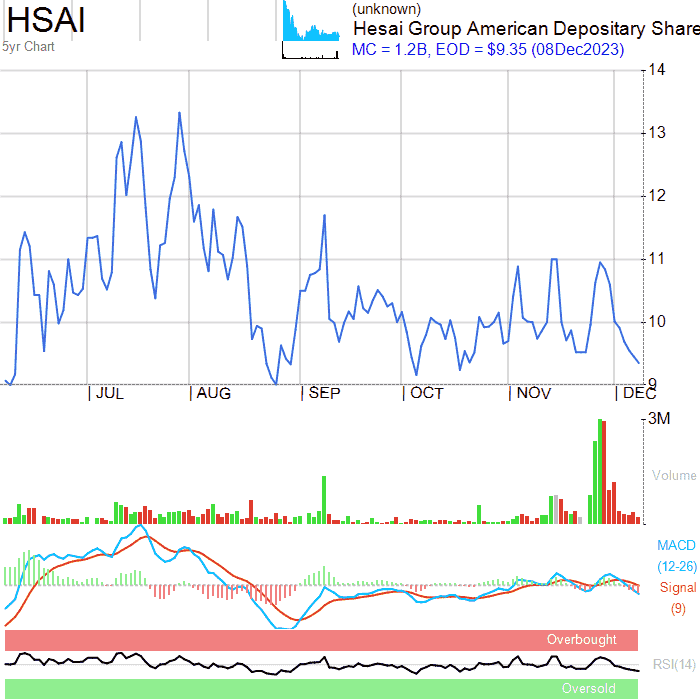 HSAI
5yr Chart
(unknown)
Hesai Group American Depositary Share
MC = 1.2B, EOD = $9.35 (08Dec2023)
14
13
12
11
10
9
JUL
AUG
SEP
OCT
NOV
DEC
3M
Volume
MACD
(12-26)
Signal
(9)
Overbought
RSI(14)
Oversold